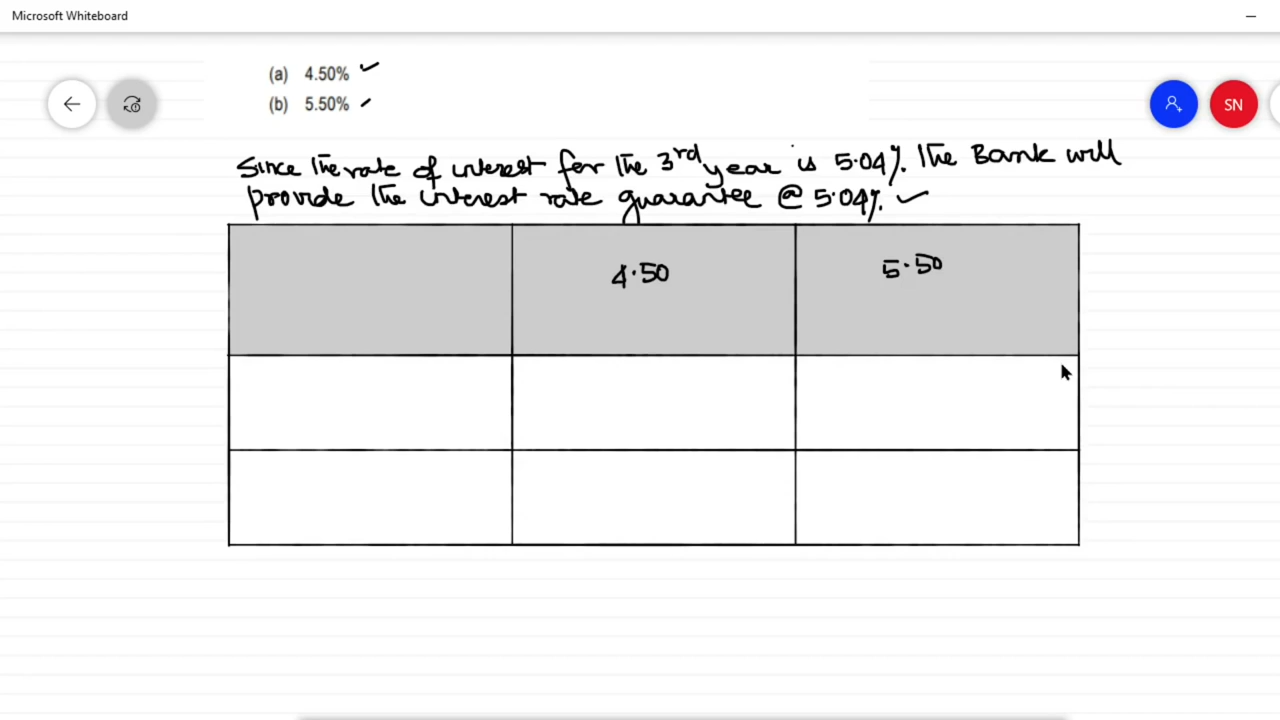 Microsoft Whiteboard
(a) 4.50%
(b) 5.50%
SN
Since the rate of interest for the 3rd year is 5.04%. The Bank will
provide the interest rate guarantee @ 5.04%.
4.50 5.50